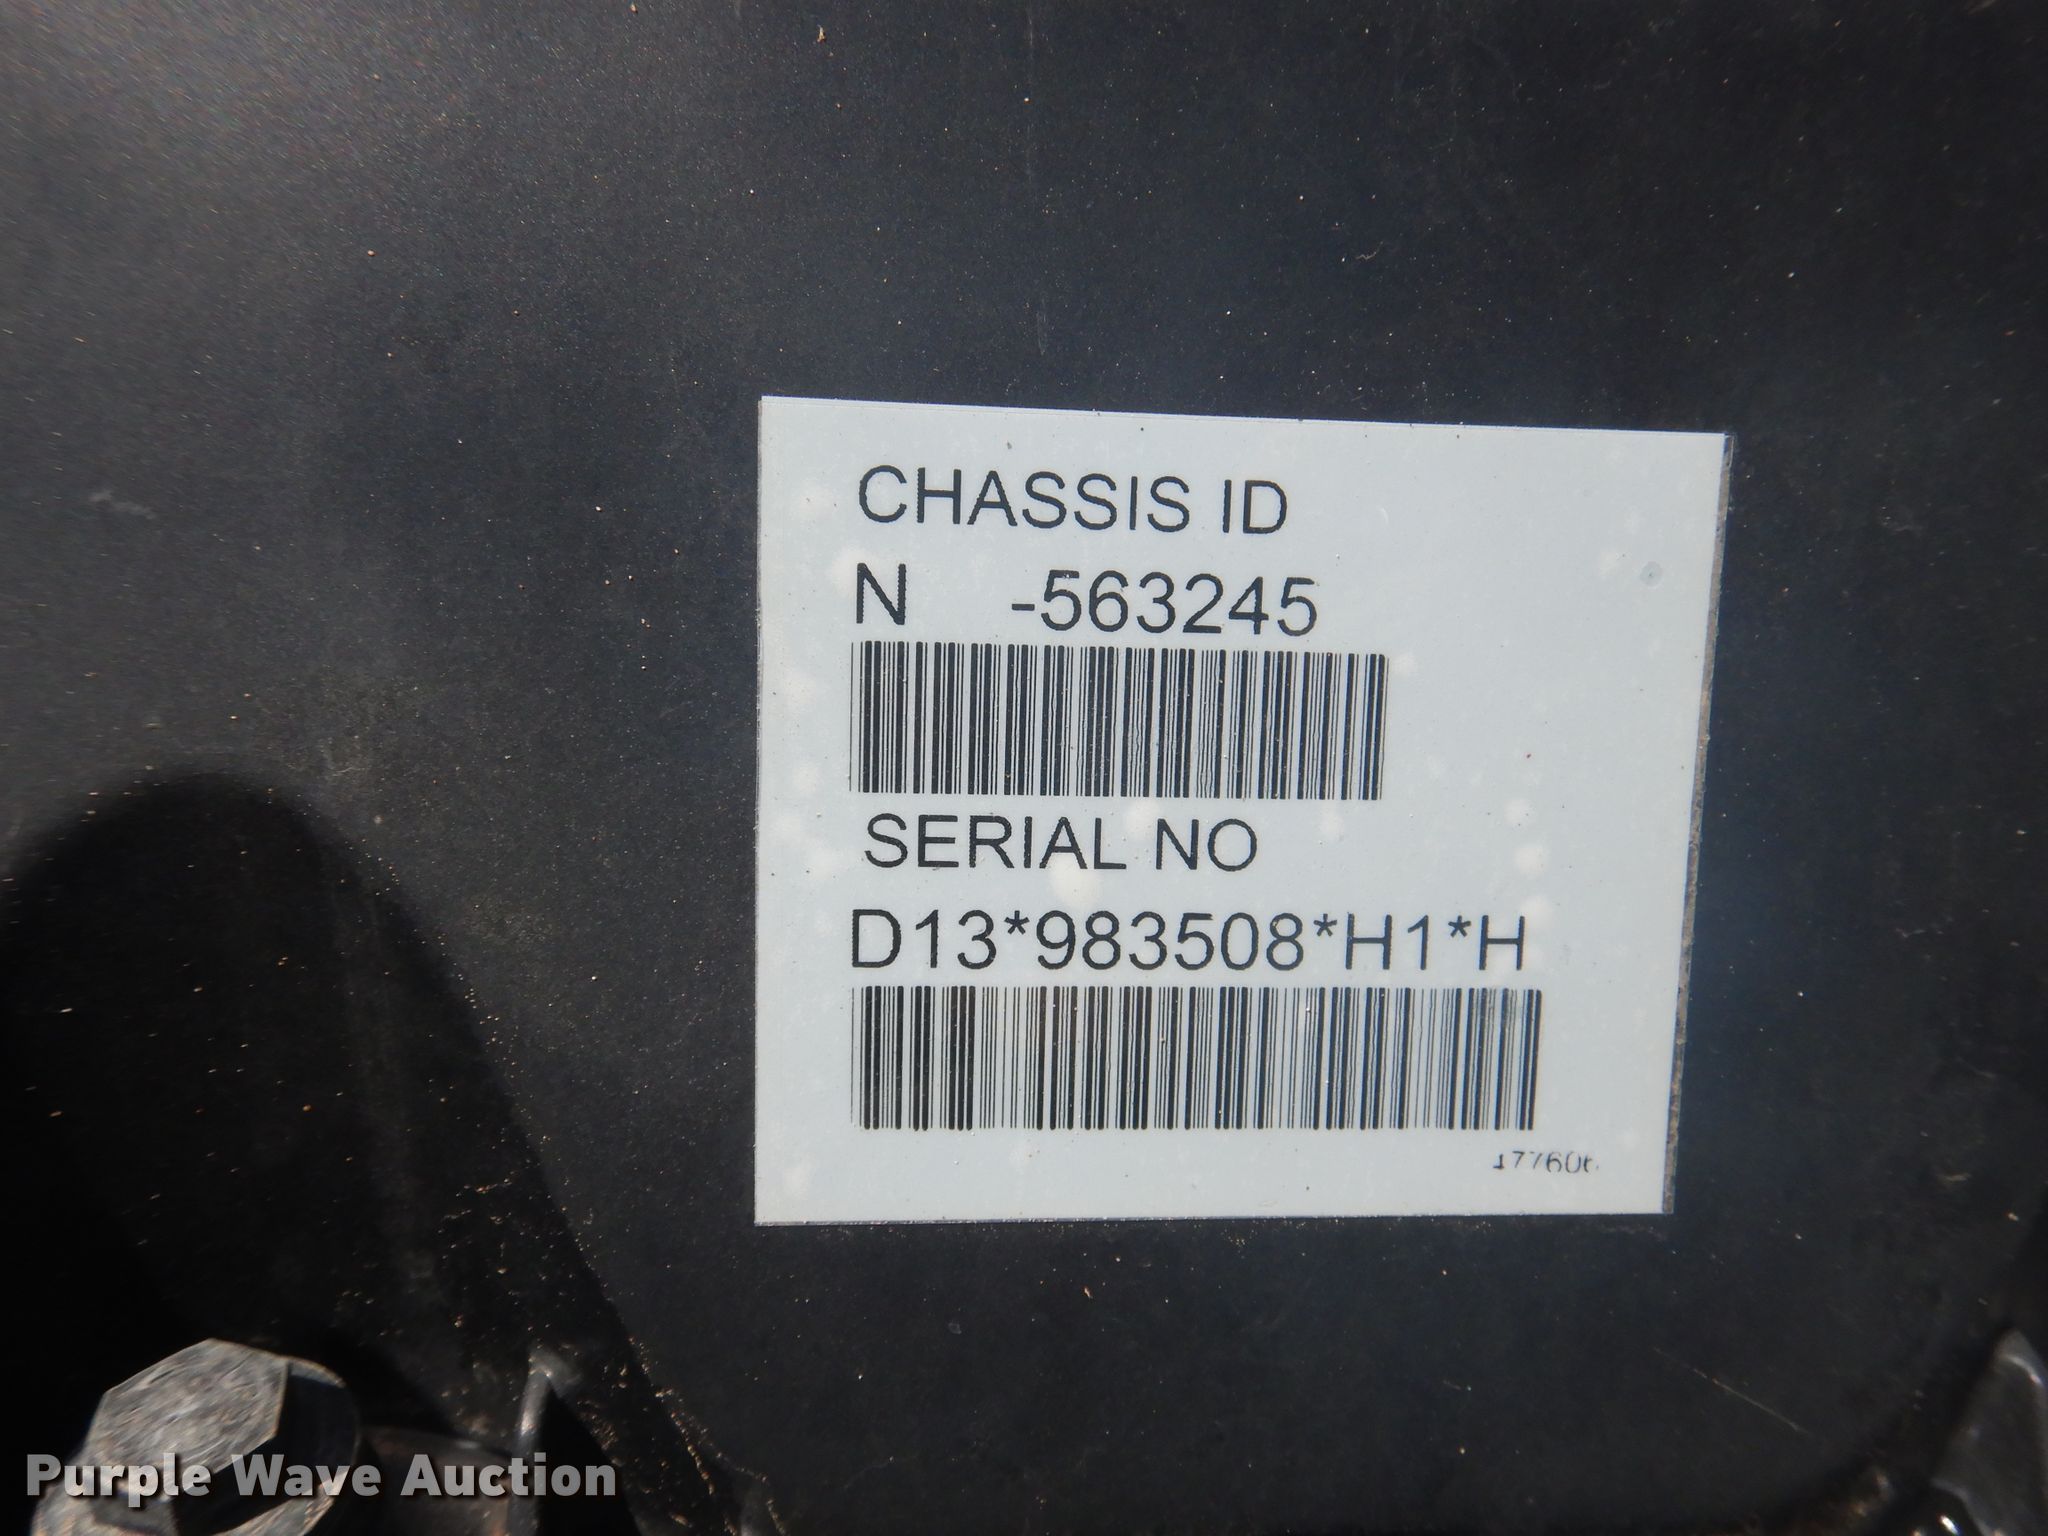 CHASSIS ID
N -563245
SERIAL NO
D13*983508*H1*H
Purple Wave Auction